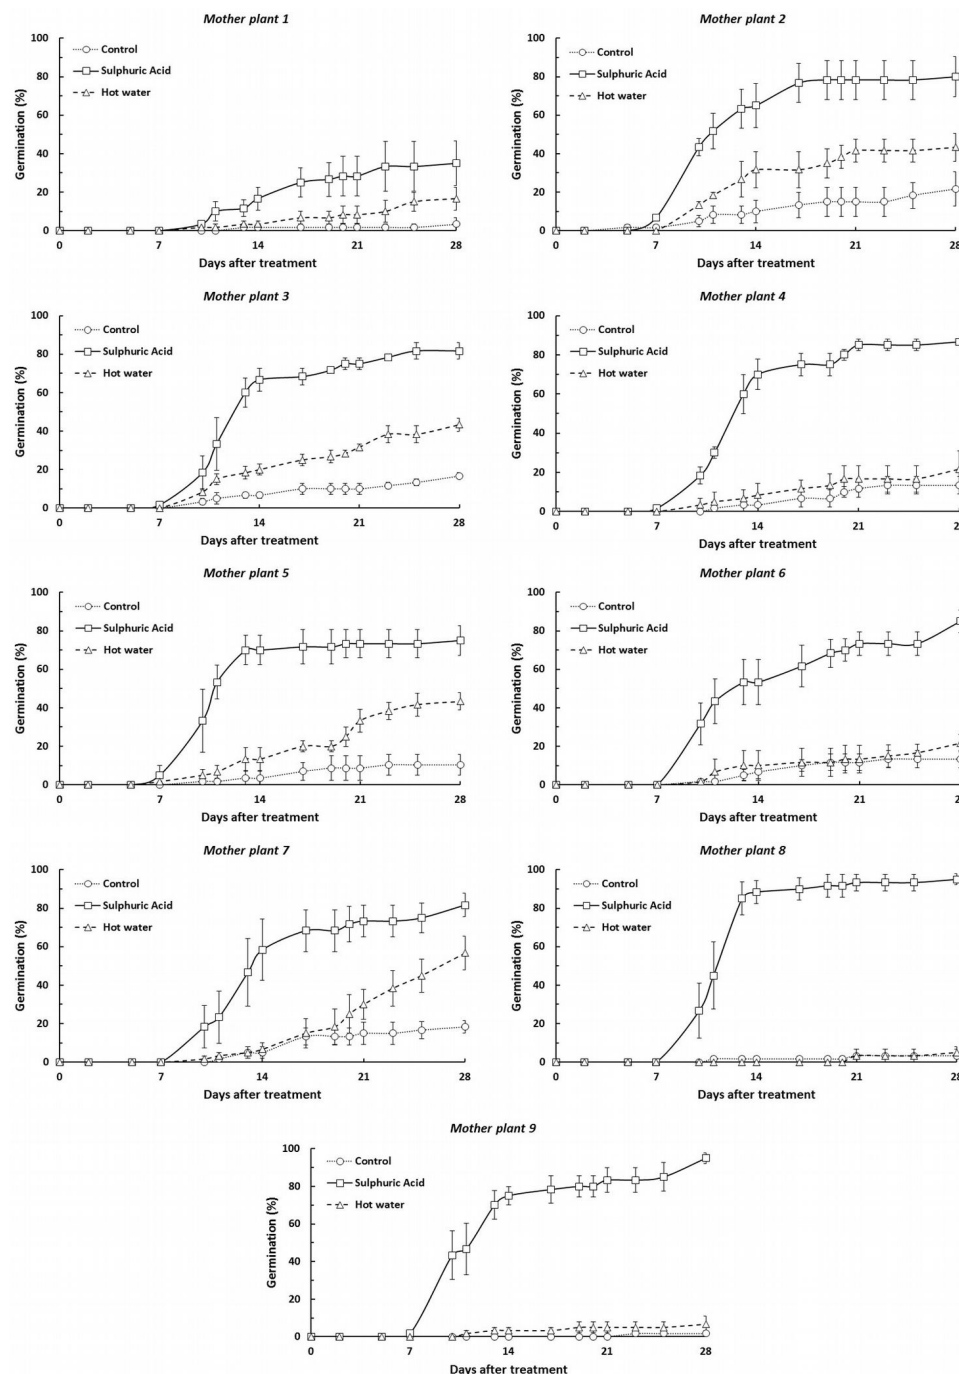 Mother plant 1
100
80
60
40
20
0
Germination (%)
Control
Sulphuric Acid
Hot water
0 7 14 21 28
Days after treatment
Mother plant 2
100
80
60
40
20
0
Germination (%)
Control
Sulphuric Acid
Hot water
0 7 14 21 28
Days after treatment
Mother plant 3
100
80
60
40
20
0
Germination (%)
Control
Sulphuric Acid
Hot water
0 7 14 21 28
Days after treatment
Mother plant 4
100
80
60
40
20
0
Germination (%)
Control
Sulphuric Acid
Hot water
0 7 14 21
Days after treatment
Mother plant 5
100
80
60
40
20
0
Germination (%)
Control
Sulphuric Acid
Hot water
0 7 14 21 28
Days after treatment
Mother plant 6
100
80
60
40
20
0
Germination (%)
Control
Sulphuric Acid
Hot water
0 7 14 21
Days after treatment
Mother plant 7
100
80
60
40
20
0
Germination (%)
Control
Sulphuric Acid
Hot water
0 7 14 21 28
Days after treatment
Mother plant 8
100
80
60
40
20
0
Germination (%)
Control
Sulphuric Acid
Hot water
0 7 14 21 28
Days after treatment
Mother plant 9
100
80
60
40
20
0
Germination (%)
Control
Sulphuric Acid
Hot water
0 7 14 21 28
Days after treatment